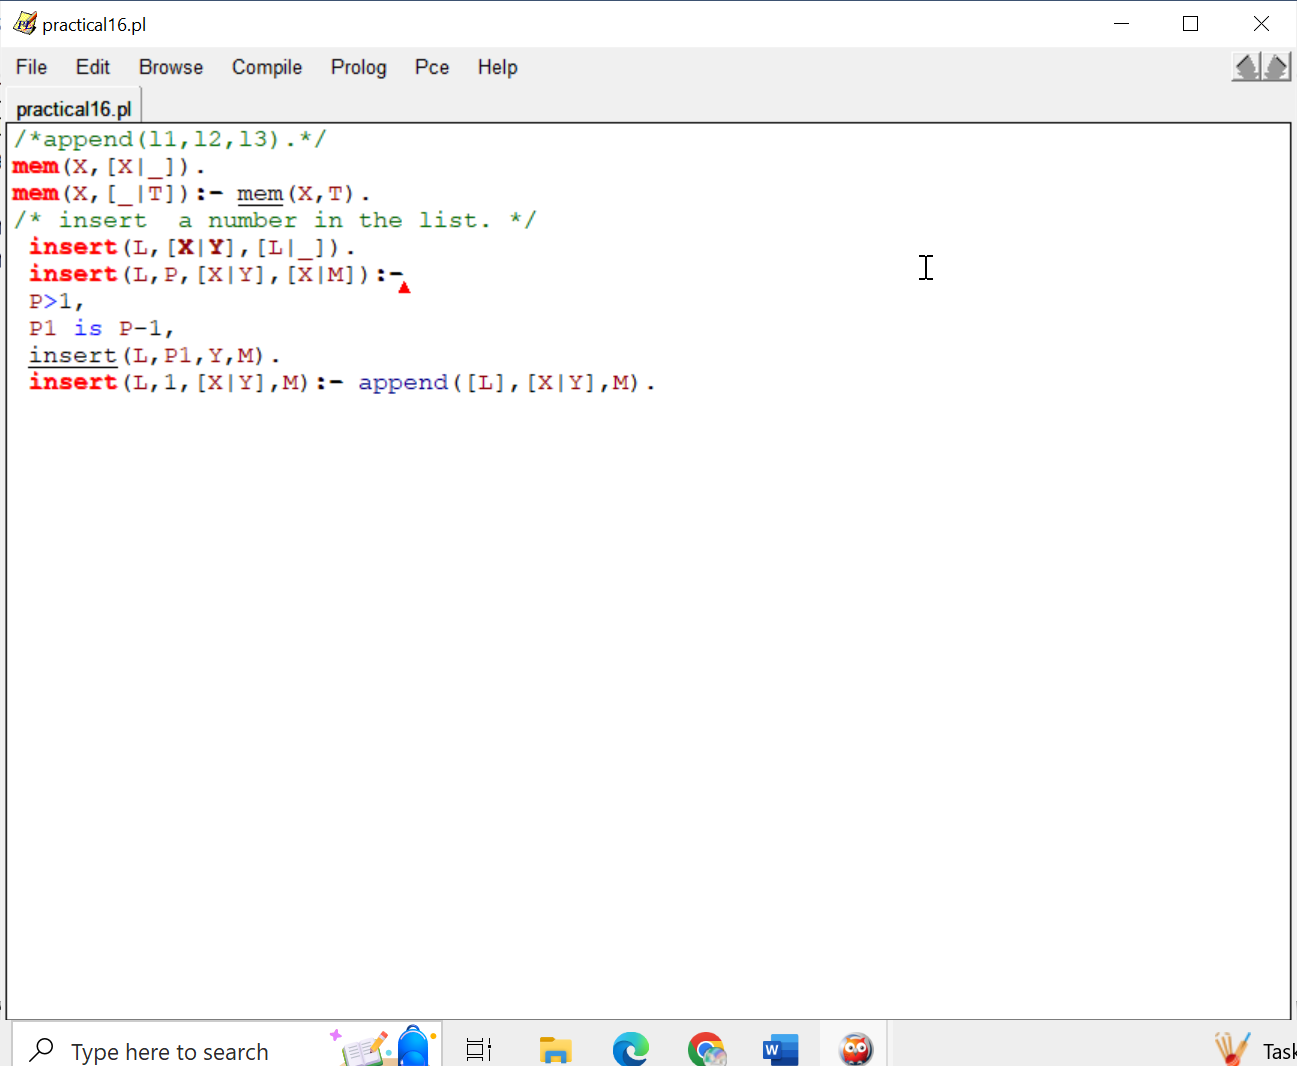 practical16.pl
File Edit Browse Compile Prolog Pce Help
practical16.pl
/*append(l1,l2,l3).*/
mem(X,[X|_]).
mem(X,[_|T]):- mem(X,T).
/* insert  a number in the list. */
insert(L,[X|Y],[L|_]).
insert(L,P,[X|Y],[X|M]):-
P>1,
P1 is P-1,
insert(L,P1,Y,M).
insert(L,1,[X|Y],M):- append([L],[X|Y],M).
Type here to search
Task